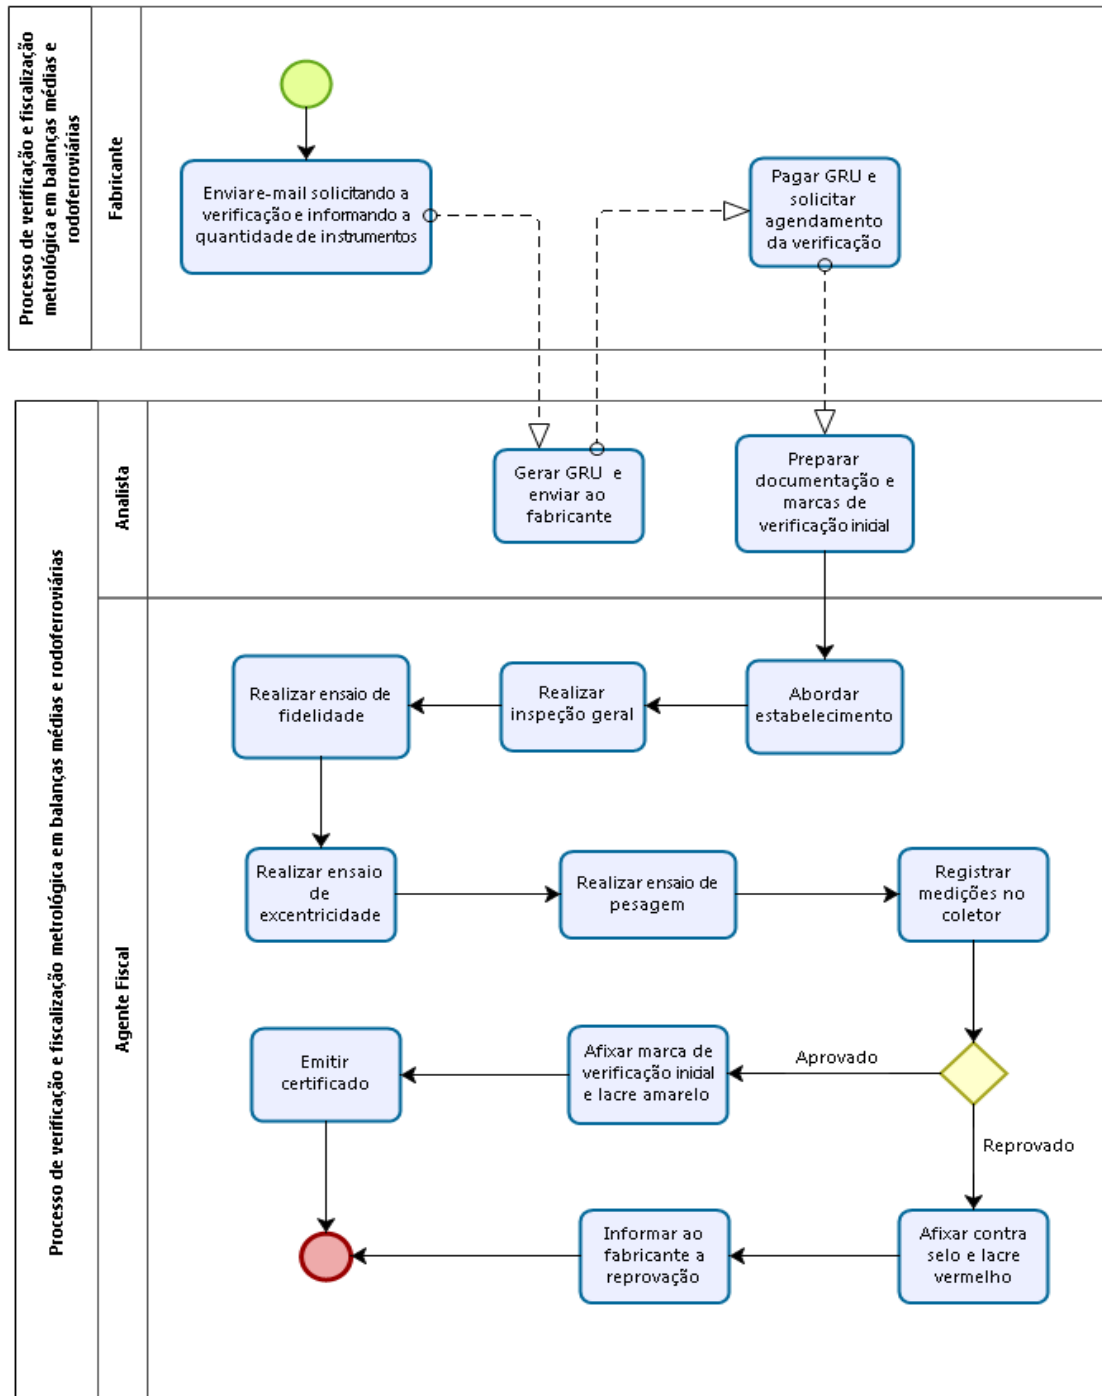 Processo de verificação e fiscalização
metrológica em balanças médias e
rodoferroviárias
Fabricante
Enviar e-mail solicitando a
verificação e informando a
quantidade de instrumentos
Pagar GRU e
solicitar
agendamento
da verificação
Processo de verificação e fiscalização metrológica em balanças médias e rodoferroviárias
Analista
Gerar GRU e
enviar ao
fabricante
Preparar
documentação e
marcas de
verificação inicial
Agente Fiscal
Realizar ensaio de
fidelidade
Realizar
inspeção geral
Abordar
estabelecimento
Realizar ensaio
de
excentricidade
Realizar ensaio de
pesagem
Registrar
medições no
coletor
Emitir
certificado
Afixar marca de
verificação inicial
e lacre amarelo
Aprovado
Reprovado
Informar ao
fabricante a
reprovação
Afixar contra
selo e lacre
vermelho